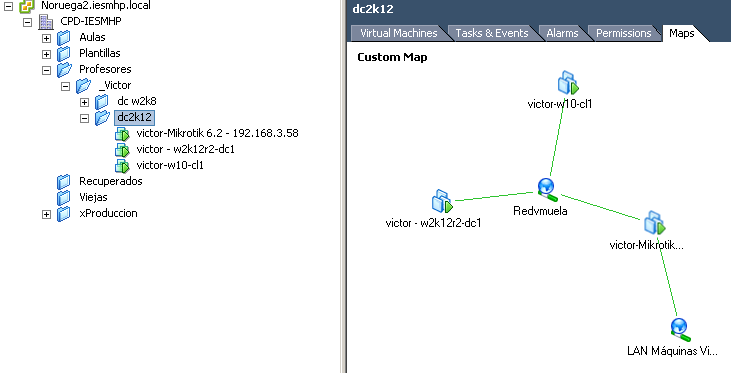 Noruega2.iesmhp.local
CPD-IESMHP
Aulas
Plantillas
Profesores
_Victor
dc w2k8
dc2k12
victor-Mikrotik 6.2 - 192.168.3.58
victor - w2k12r2-dc1
victor-w10-cl1
Recuperados
Viejas
xProduccion
dc2k12
Virtual Machines Tasks & Events Alarms Permissions Maps
Custom Map
victor-w10-cl1
Redvmuela
victor - w2k12r2-dc1
victor-Mikrotik...
LAN Máquinas Vi...